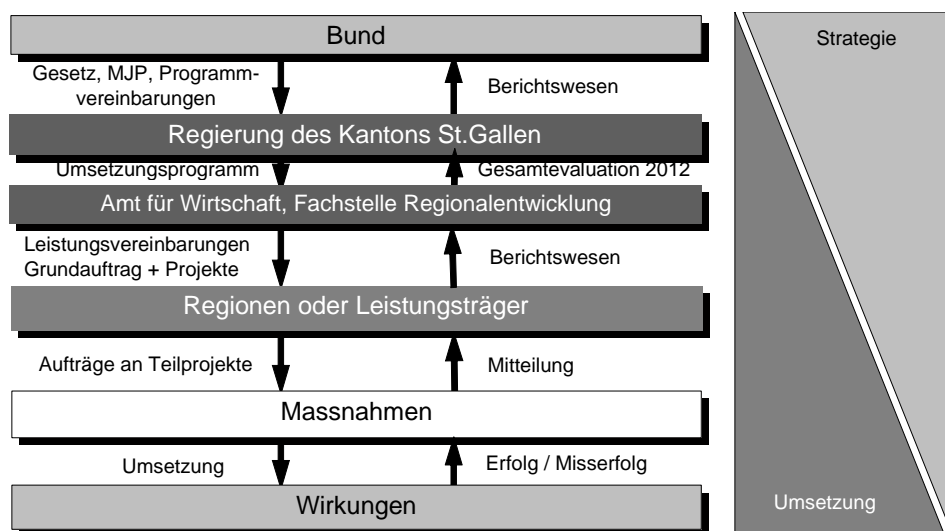 Bund
Strategie
Gesetz, MJP, Programm-
vereinbarungen
Berichtswesen
Regierung des Kantons St.Gallen
Umsetzungsprogramm
Gesamtevaluation 2012
Amt für Wirtschaft, Fachstelle Regionalentwicklung
Leistungsvereinbarungen
Grundauftrag + Projekte
Berichtswesen
Regionen oder Leistungsträger
Aufträge an Teilprojekte
Mitteilung
Massnahmen
Umsetzung
Erfolg / Misserfolg
Wirkungen
Umsetzung